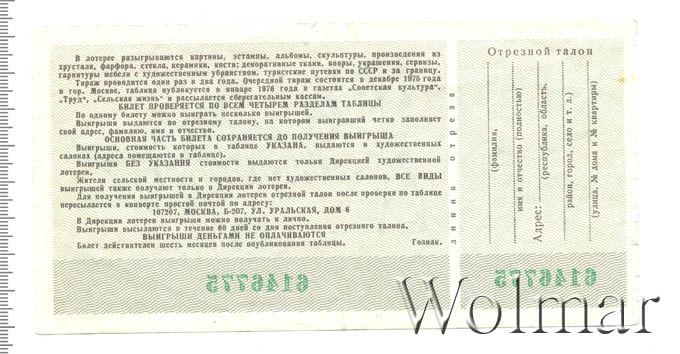 В лотерее разыгрываются картины, эстампы, альбомы, скульптуры, произведения из
хрусталя, фарфора, стекла, керамики, кости; декоративные ткани, ковры, украшения, сервизы,
гарнитуры мебели с художественным убранством, туристские путевки по СССР и за границу.
Тиражи проводятся один раз в два года. Очередной тираж состоится в декабре 1975 года
в гор. Москве, таблица публикуется в январе 1976 года в газетах „Советская культура",
„Труд", „Сельская жизнь" и рассылается сберегательным кассам.
БИЛЕТ ПРОВЕРЯЕТСЯ ПО ВСЕМ ЧЕТЫРЕМ РАЗДЕЛАМ ТАБЛИЦЫ
По одному билету можно выиграть несколько выигрышей.
Выигрыши выдаются по отрезному талону, на котором выигравший четко заполняет
свой адрес, фамилию, имя и отчество.
ОСНОВНАЯ ЧАСТЬ БИЛЕТА СОХРАНЯЕТСЯ ДО ПОЛУЧЕНИЯ ВЫИГРЫША
Выигрыши, стоимость которых в таблице УКАЗАНА, выдаются в художественных
салонах (адреса помещаются в таблице).
Выигрыши БЕЗ УКАЗАНИЯ стоимости выдаются только Дирекцией художественной
лотереи.
Жители сельской местности и городов, где нет художественных салонов, ВСЕ ВИДЫ
выигрышей также получают только в Дирекции лотереи.
Для получения выигрышей в Дирекции лотереи отрезной талон после проверки по таблице
пересылается в конверте простой почтой по адресу:
107207, МОСКВА, Б-207, УЛ. УРАЛЬСКАЯ, ДОМ 6
В Дирекции лотереи выигрыши можно получать и лично.
Выигрыши высылаются в течение 60 дней со дня поступления отрезного талона.
ВЫИГРЫШИ ДЕНЬГАМИ НЕ ОПЛАЧИВАЮТСЯ
Билет действителен шесть месяцев после опубликования таблицы. Гознак.
6146775
линия отреза
Отрезной талон
(фамилия,
имя и отчество (полностью)
Адрес:
(республика, область,
район, город, село и т. п.)
(улица, № дома и № квартиры)
6146775
Wolmar